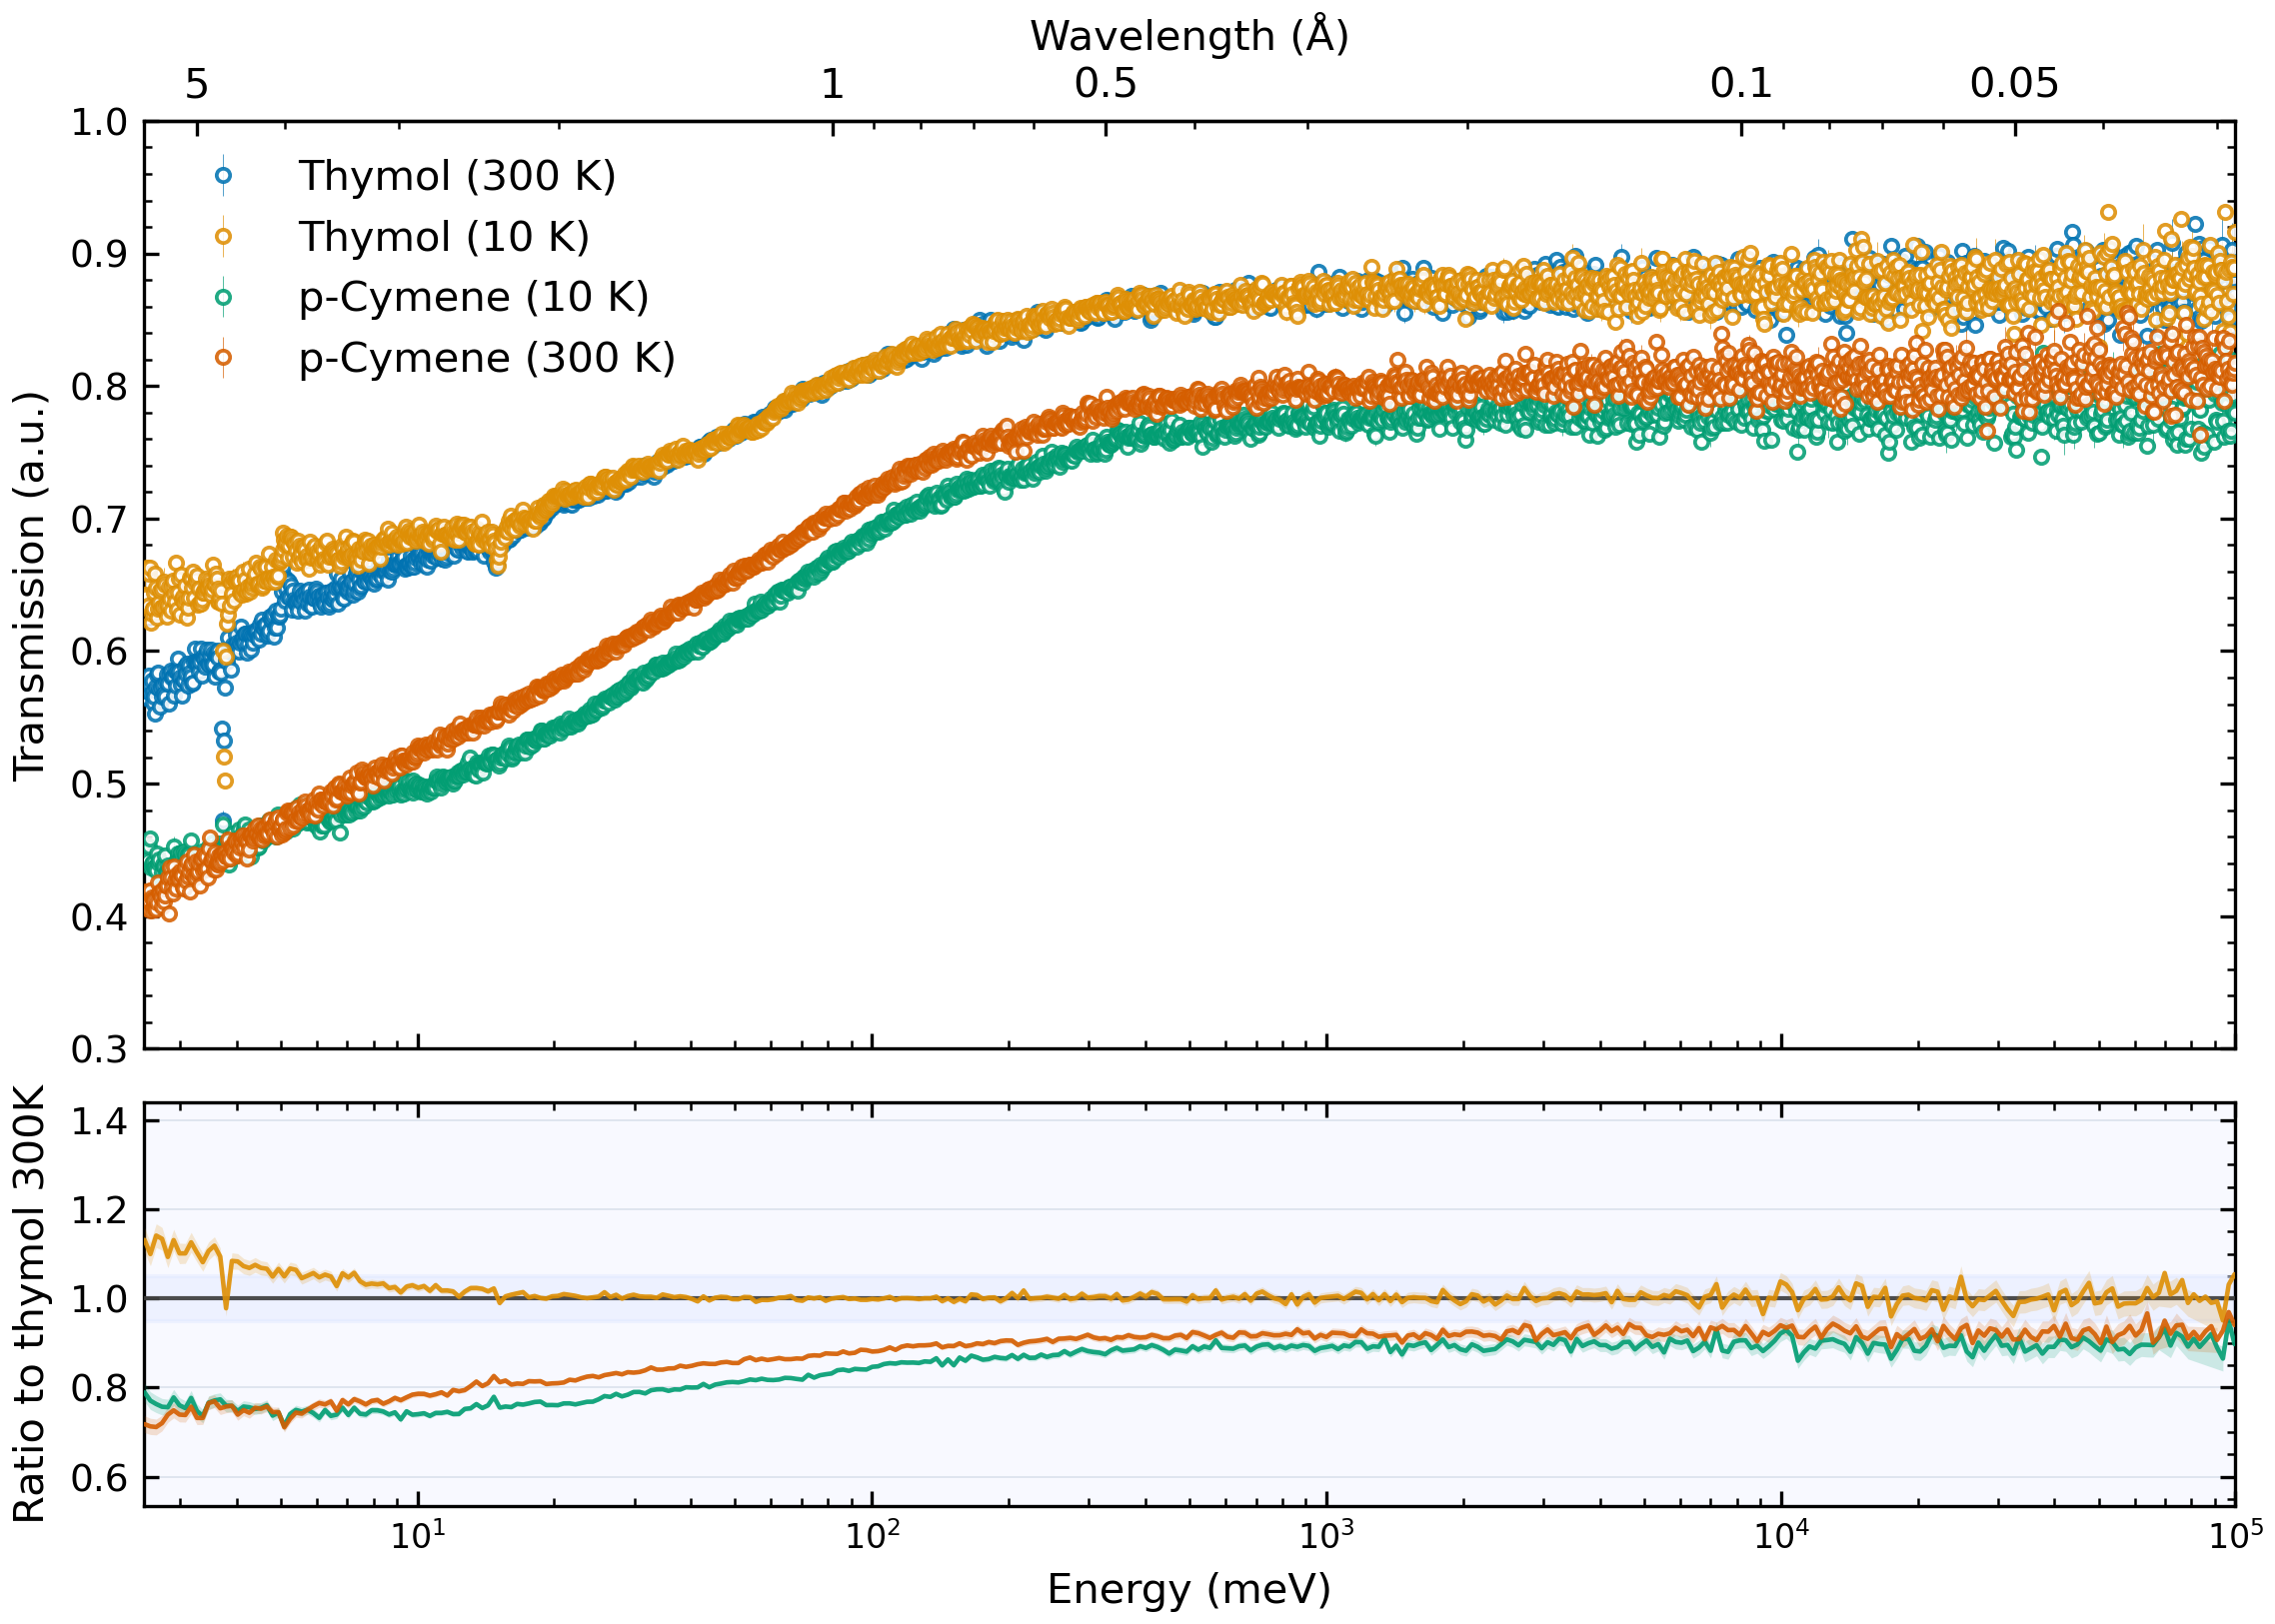 Wavelength (Å)
5 1 0.5 0.1 0.05
1.0
0.9
0.8
0.7
0.6
0.5
0.4
0.3
Transmission (a.u.)
Thymol (300 K)
Thymol (10 K)
p-Cymene (10 K)
p-Cymene (300 K)
1.4
1.2
1.0
0.8
0.6
Ratio to thymol 300K
10¹ 10² 10³ 10⁴ 10⁵
Energy (meV)